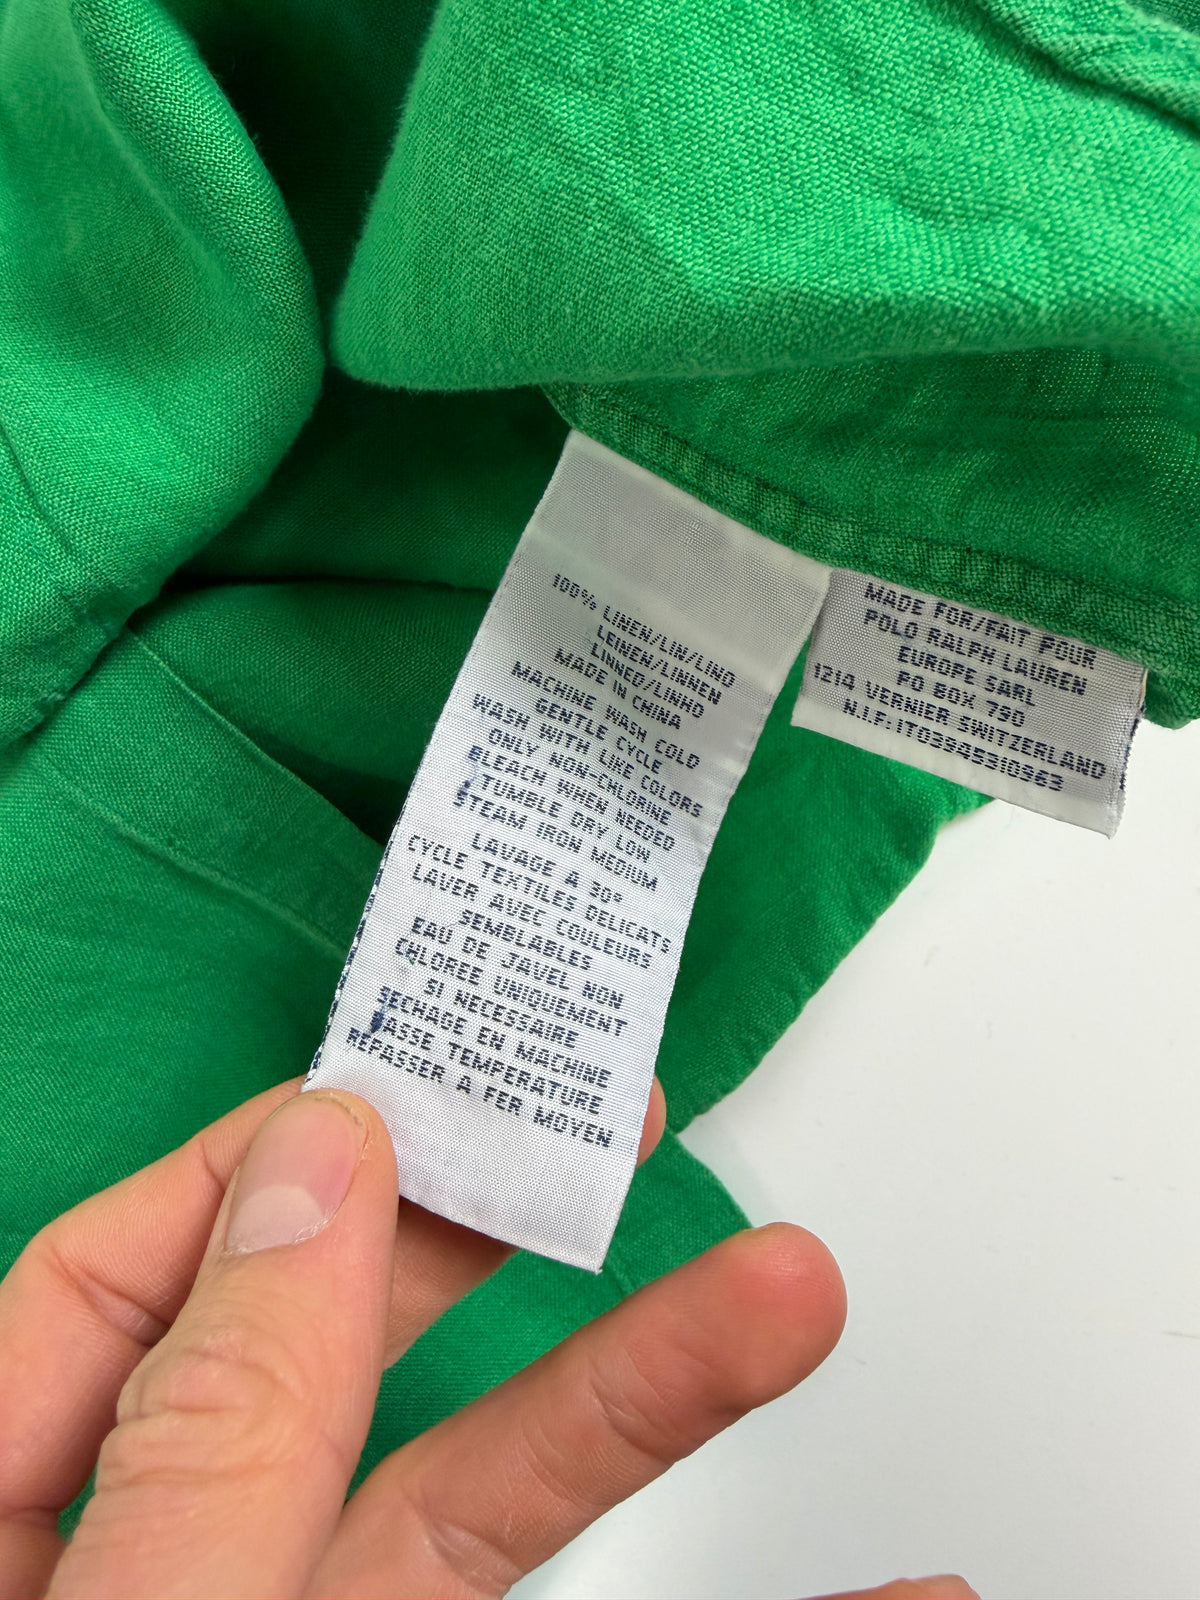 100% LINEN/LIN/LINO
LEINEN/LINNEN
LINNED/LINHO
MADE IN CHINA
MACHINE WASH COLD
GENTLE CYCLE
WASH WITH LIKE COLORS
ONLY NON-CHLORINE
BLEACH WHEN NEEDED
TUMBLE DRY LOW
STEAM IRON MEDIUM
LAVAGE A 30°
CYCLE TEXTILES DELICATS
LAVER AVEC COULEURS
SEMBLABLES
EAU DE JAVEL NON
CHLOREE UNIQUEMENT
SI NECESSAIRE
SECHAGE EN MACHINE
BASSE TEMPERATURE
REPASSER A FER MOYEN
MADE FOR/FAIT POUR
POLO RALPH LAUREN
EUROPE SARL
PO BOX 790
1214 VERNIER SWITZERLAND
N.I.F:IT03945310963